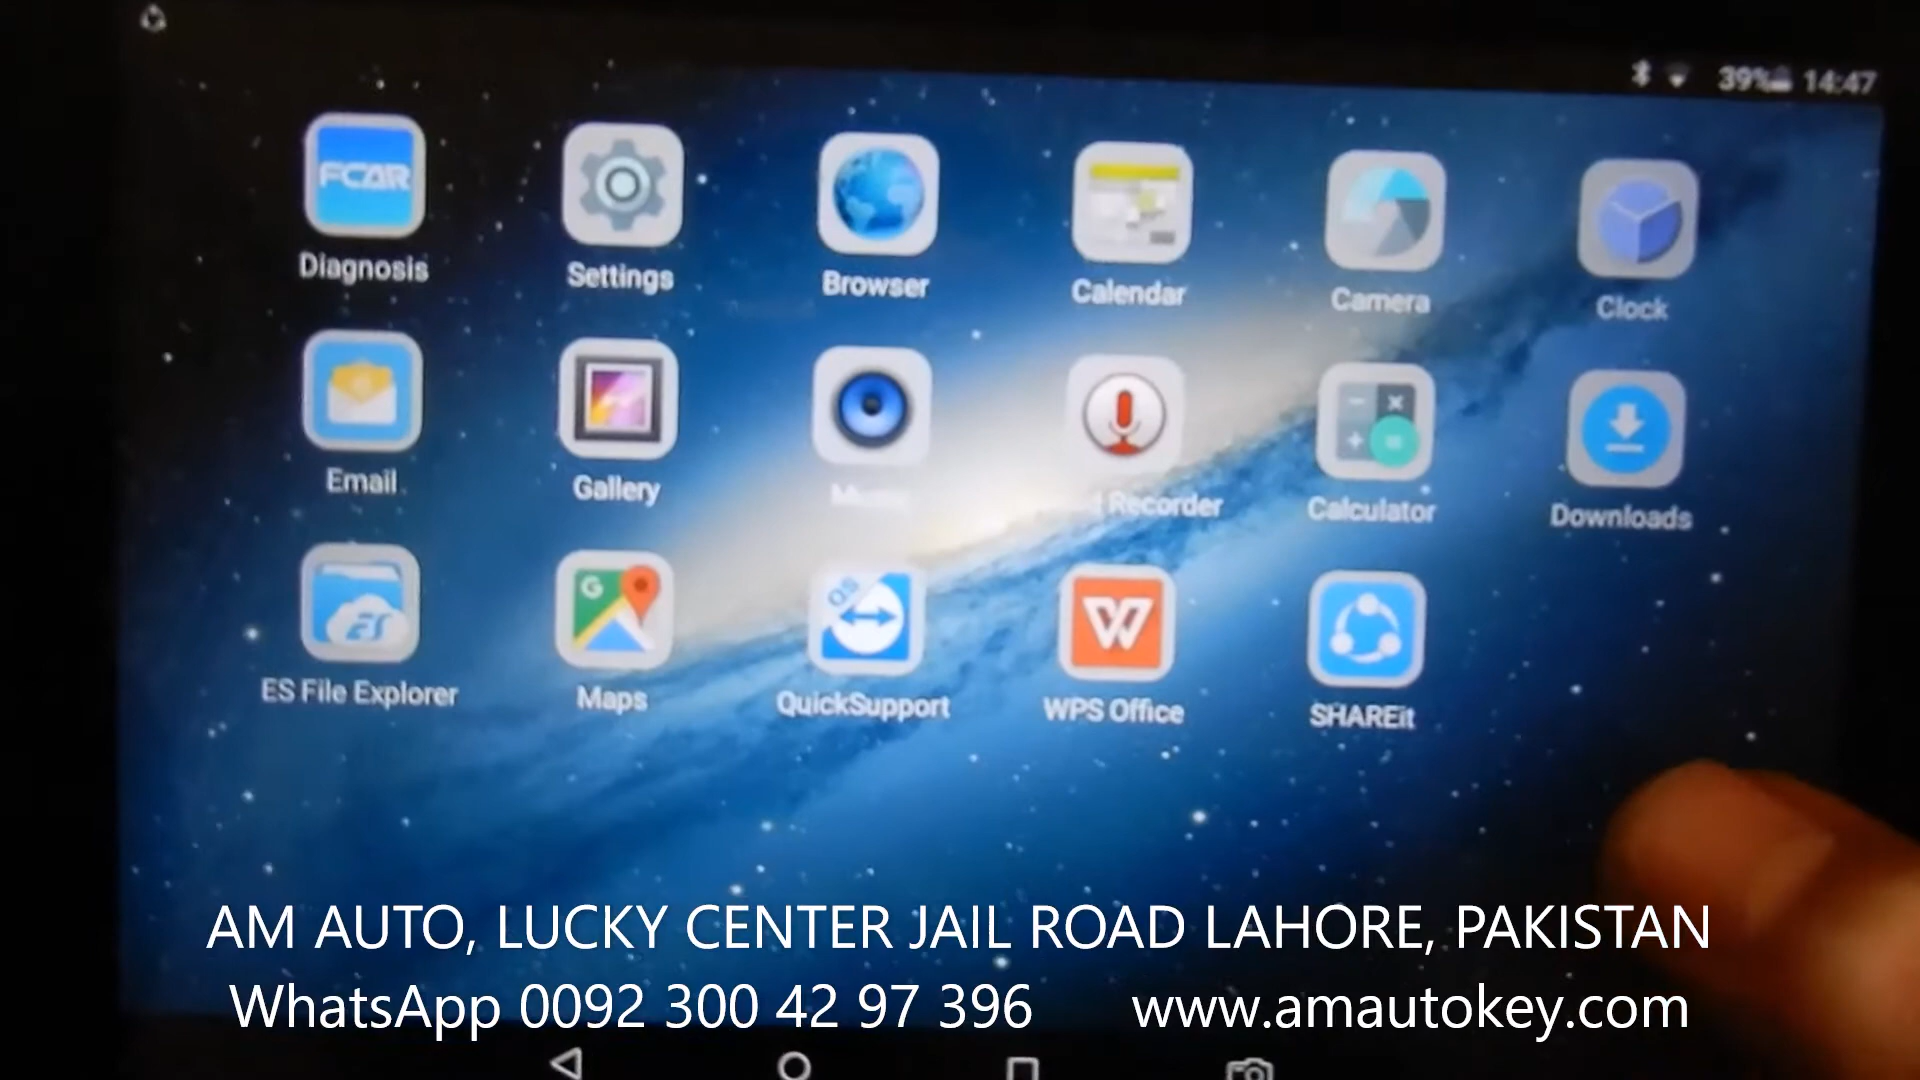 39% 14:47
FCAR
Diagnosis Settings Browser Calendar Camera Clock
Email Gallery Recorder Calculator Downloads
ES
G
QS
W
ES File Explorer Maps QuickSupport WPS Office SHAREit
AM AUTO, LUCKY CENTER JAIL ROAD LAHORE, PAKISTAN
WhatsApp 0092 300 42 97 396 www.amautokey.com